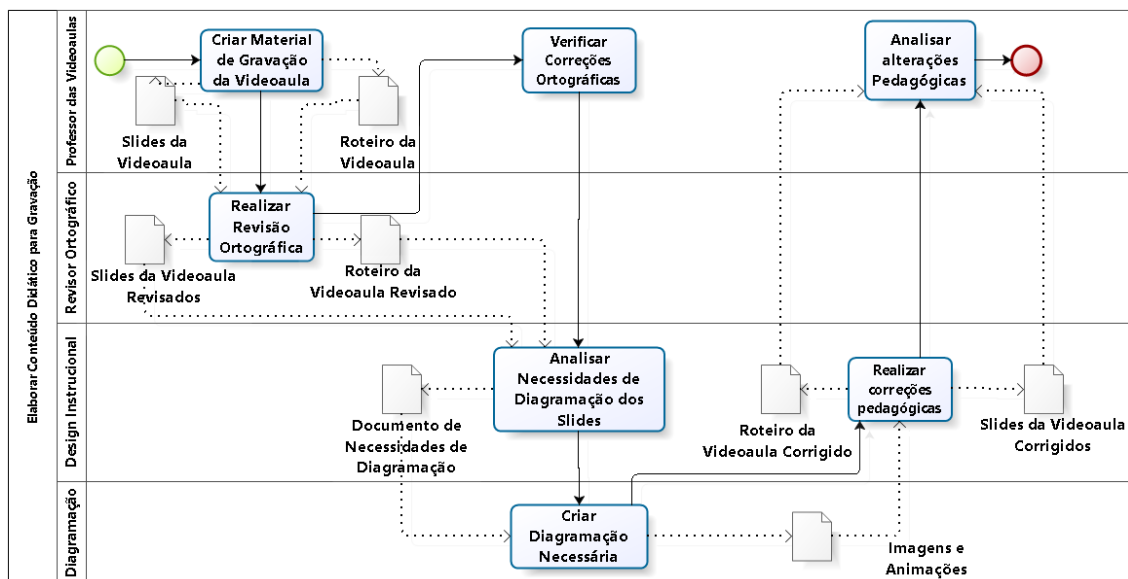 Elaborar Conteúdo Didático para Gravação
Professor das Videoaulas
Criar Material
de Gravação
da Videoaula
Verificar
Correções
Ortográficas
Analisar
alterações
Pedagógicas
Slides da
Videoaula
Roteiro da
Videoaula
Revisor Ortográfico
Realizar
Revisão
Ortográfica
Slides da Videoaula
Revisados
Roteiro da
Videoaula Revisado
Design Instrucional
Analisar
Necessidades de
Diagramação dos
Slides
Documento de
Necessidades de
Diagramação
Realizar
correções
pedagógicas
Roteiro da
Videoaula Corrigido
Slides da Videoaula
Corrigidos
Diagramação
Criar
Diagramação
Necessária
Imagens e
Animações